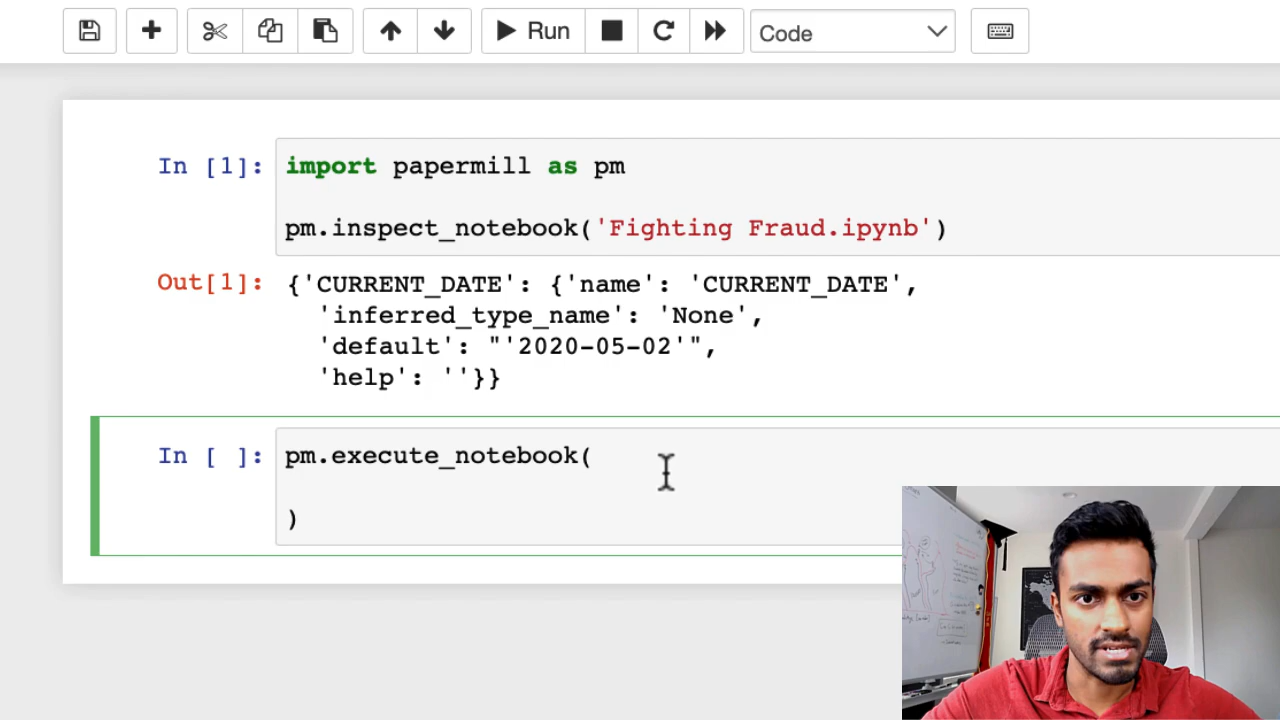 Run
Code
In [1]: import papermill as pm
pm.inspect_notebook('Fighting Fraud.ipynb')
Out[1]: {'CURRENT_DATE': {'name': 'CURRENT_DATE',
'inferred_type_name': 'None',
'default': "'2020-05-02'",
'help': ''}}
In [ ]: pm.execute_notebook(
)